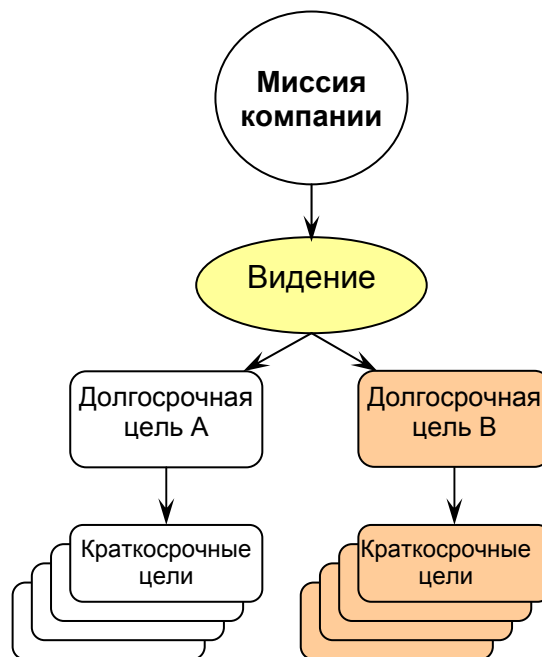 Миссия
компании
Видение
Долгосрочная
цель А
Долгосрочная
цель В
Краткосрочные
цели
Краткосрочные
цели